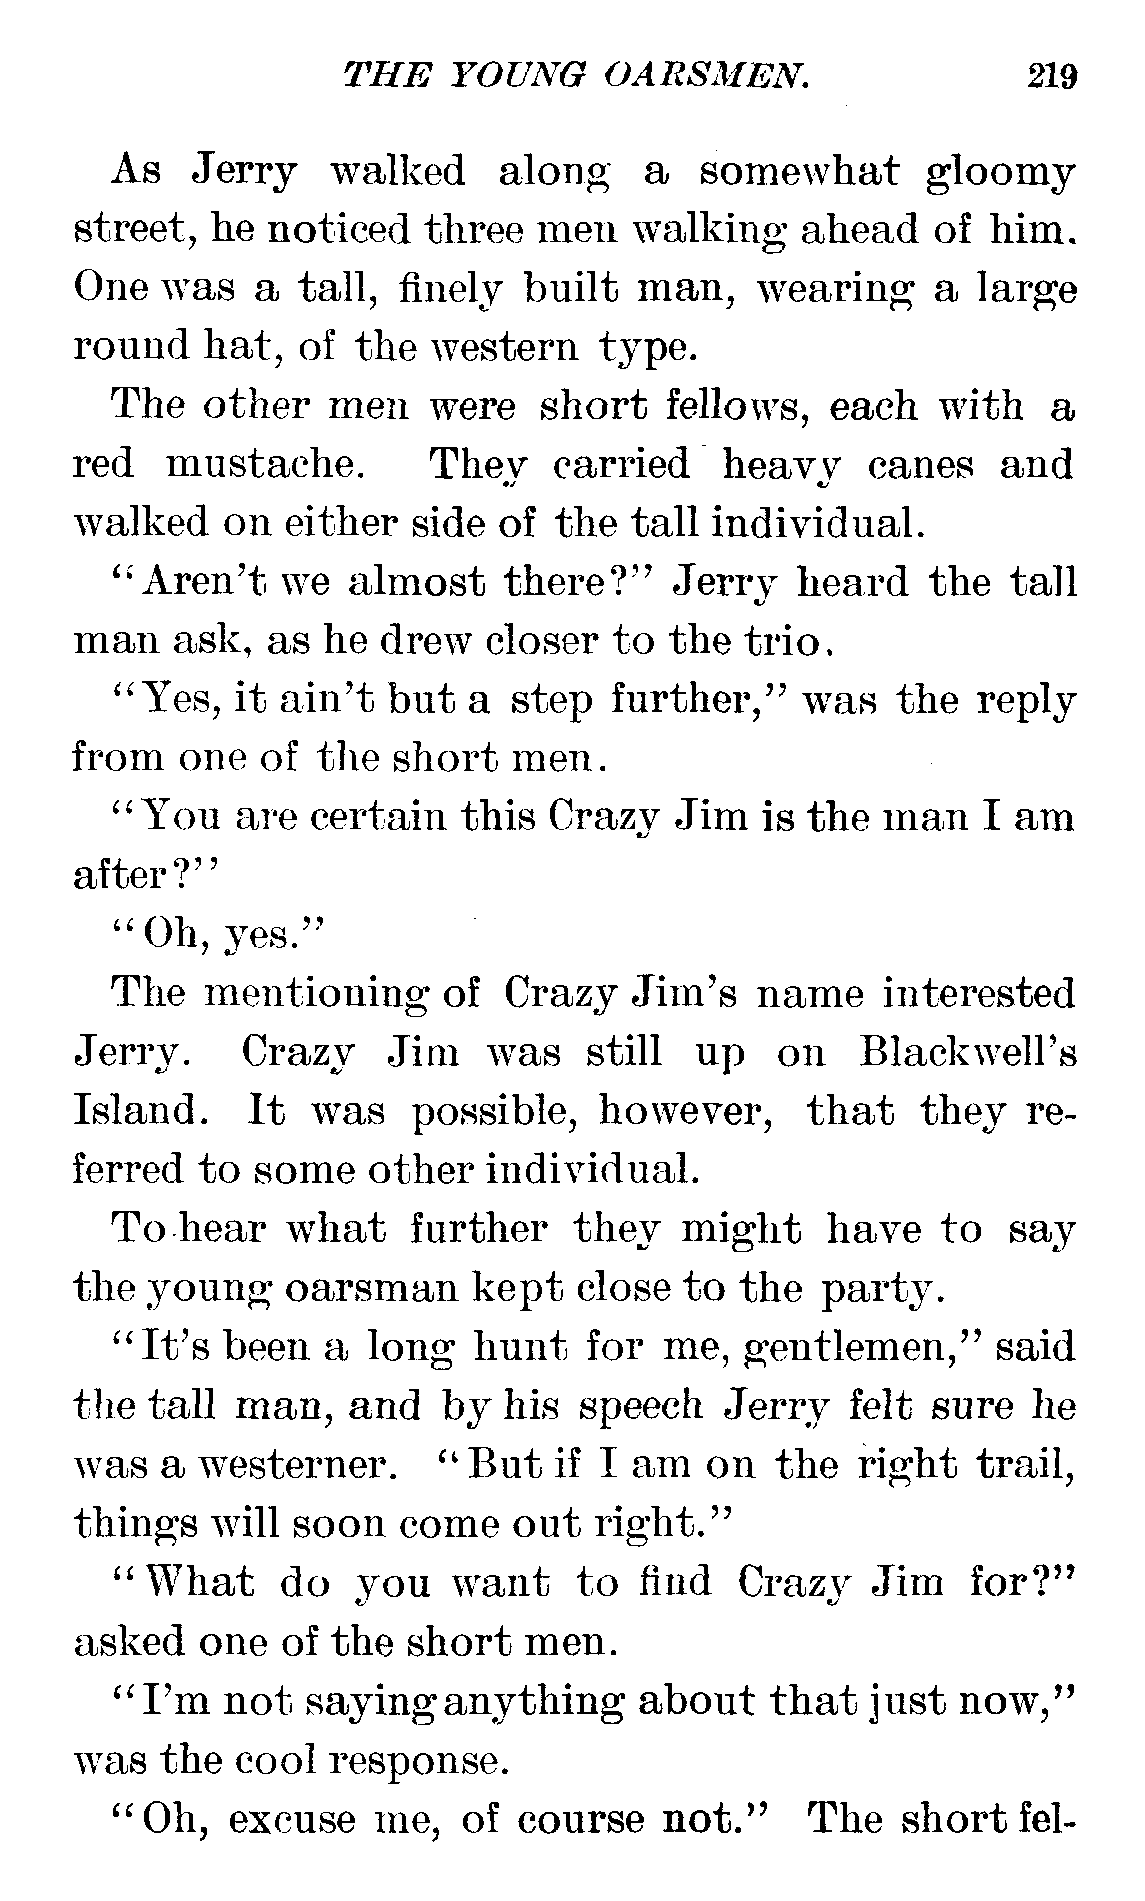 THE YOUNG OARSMEN. 219
As Jerry walked along a somewhat gloomy
street, he noticed three men walking ahead of him.
One was a tall, finely built man, wearing a large
round hat, of the western type.
The other men were short fellows, each with a
red mustache. They carried heavy canes and
walked on either side of the tall individual.
"Aren't we almost there?" Jerry heard the tall
man ask, as he drew closer to the trio.
"Yes, it ain't but a step further," was the reply
from one of the short men.
"You are certain this Crazy Jim is the man I am
after?"
"Oh, yes."
The mentioning of Crazy Jim's name interested
Jerry. Crazy Jim was still up on Blackwell's
Island. It was possible, however, that they re-
ferred to some other individual.
To hear what further they might have to say
the young oarsman kept close to the party.
"It's been a long hunt for me, gentlemen," said
the tall man, and by his speech Jerry felt sure he
was a westerner. "But if I am on the right trail,
things will soon come out right."
"What do you want to find Crazy Jim for?"
asked one of the short men.
"I'm not saying anything about that just now,"
was the cool response.
"Oh, excuse me, of course not." The short fel-